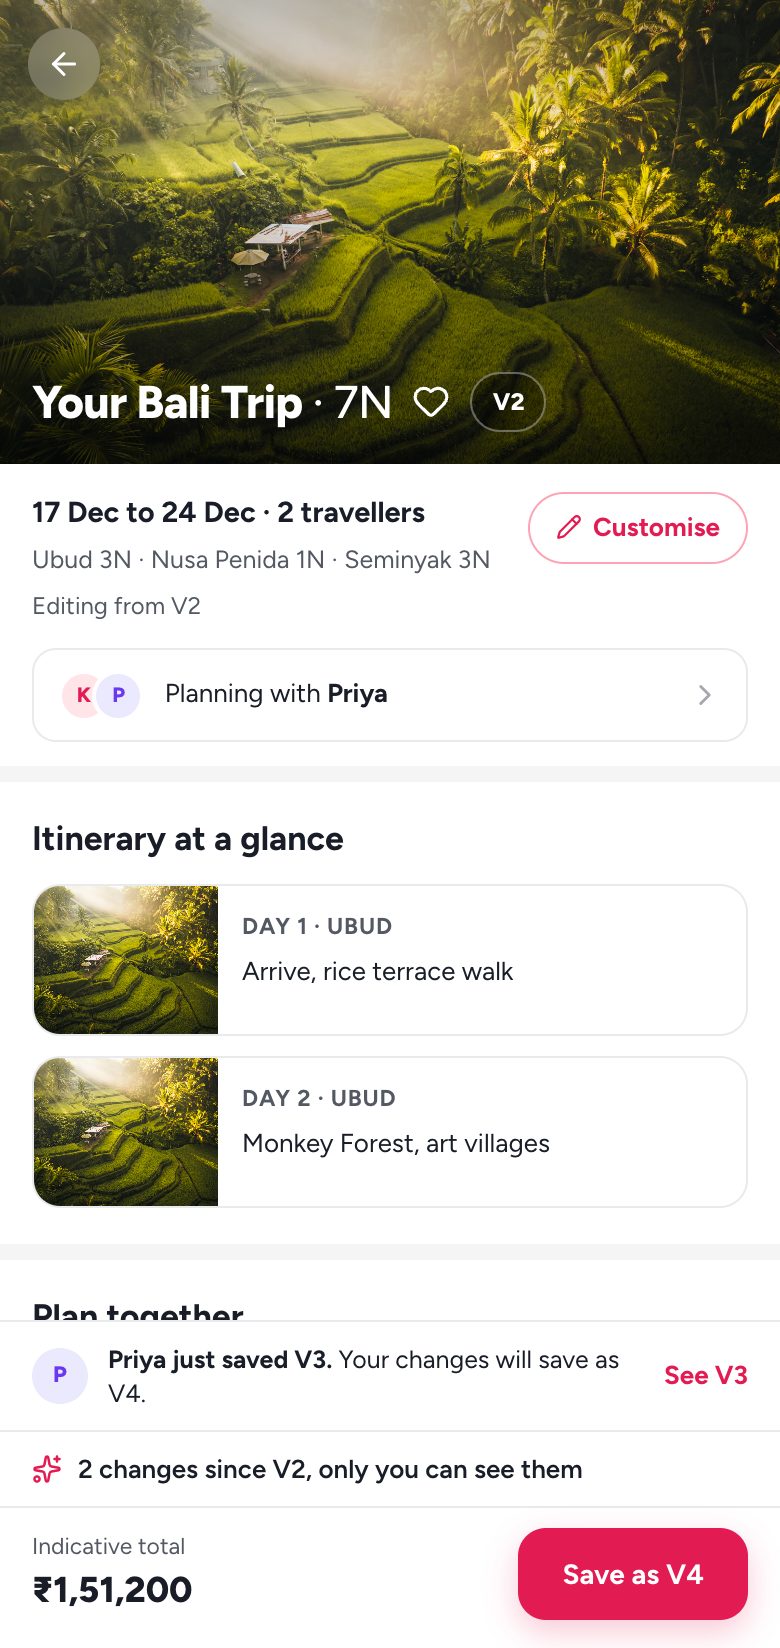 Your Bali Trip · 7N
V2
17 Dec to 24 Dec · 2 travellers
Customise
Ubud 3N · Nusa Penida 1N · Seminyak 3N
Editing from V2
K
P
Planning with Priya
Itinerary at a glance
DAY 1 · UBUD
Arrive, rice terrace walk
DAY 2 · UBUD
Monkey Forest, art villages
Plan together
P
Priya just saved V3. Your changes will save as
V4.
See V3
2 changes since V2, only you can see them
Indicative total
₹1,51,200
Save as V4